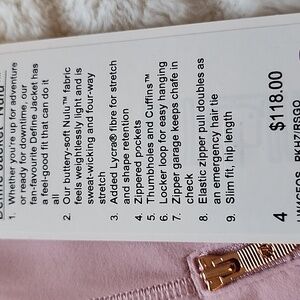 Define Jacket Nulu™
1. Whether you're up for adventure
or ready for downtime, our
fan-favourite Define Jacket has
a feel-good fit that can do it
all
2. Our buttery-soft Nulu™ fabric
feels weightlessly light and is
sweat-wicking and four-way
stretch
3. Added Lycra® fibre for stretch
and shape retention
4. Zippered pockets
5. Thumbholes and Cuffins™
6. Locker loop for easy hanging
7. Zipper garage keeps chafe in
check
8. Elastic zipper pull doubles as
an emergency hair tie
9. Slim fit, hip length
4
$118.00